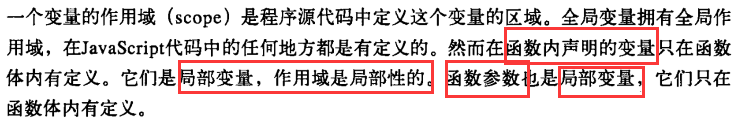 一个变量的作用域（scope）是程序源代码中定义这个变量的区域。全局变量拥有全局作
用域，在JavaScript代码中的任何地方都是有定义的。然而在函数内声明的变量只在函数
体内有定义。它们是局部变量，作用域是局部性的。函数参数也是局部变量，它们只在
函数体内有定义。